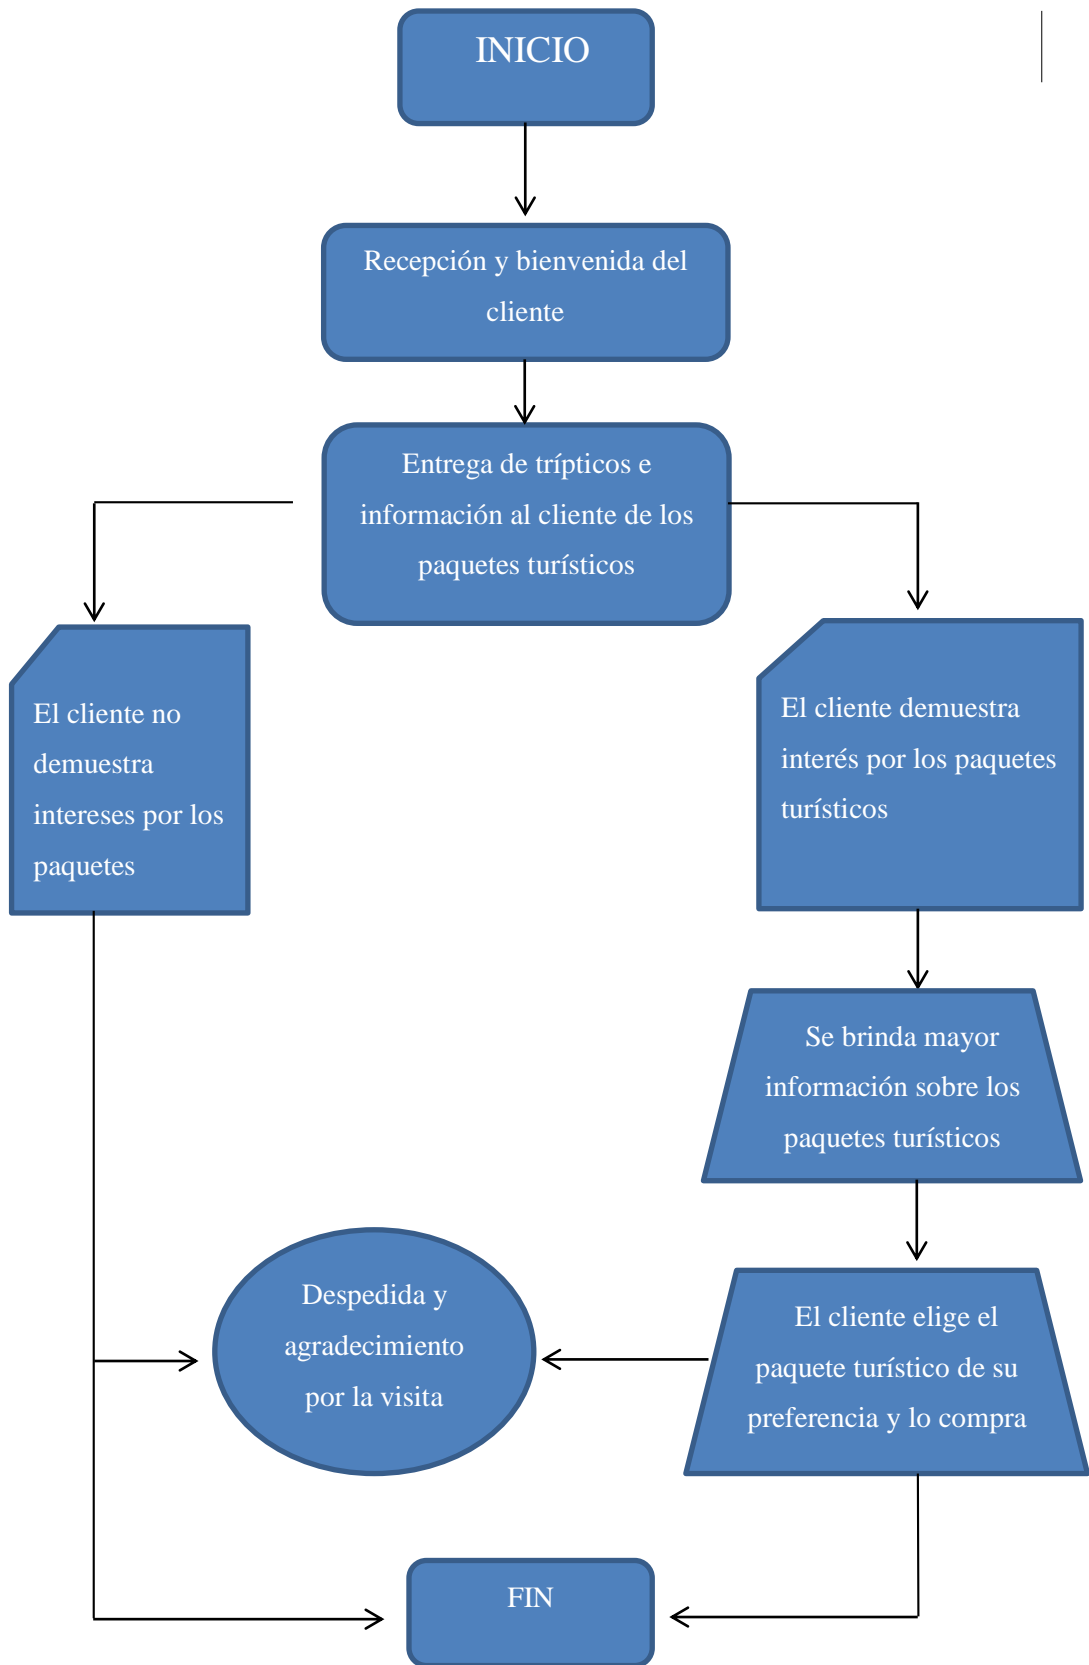 INICIO
Recepción y bienvenida del
cliente
Entrega de trípticos e
información al cliente de los
paquetes turísticos
El cliente no
demuestra
intereses por los
paquetes
El cliente demuestra
interés por los paquetes
turísticos
Se brinda mayor
información sobre los
paquetes turísticos
Despedida y
agradecimiento
por la visita
El cliente elige el
paquete turístico de su
preferencia y lo compra
FIN